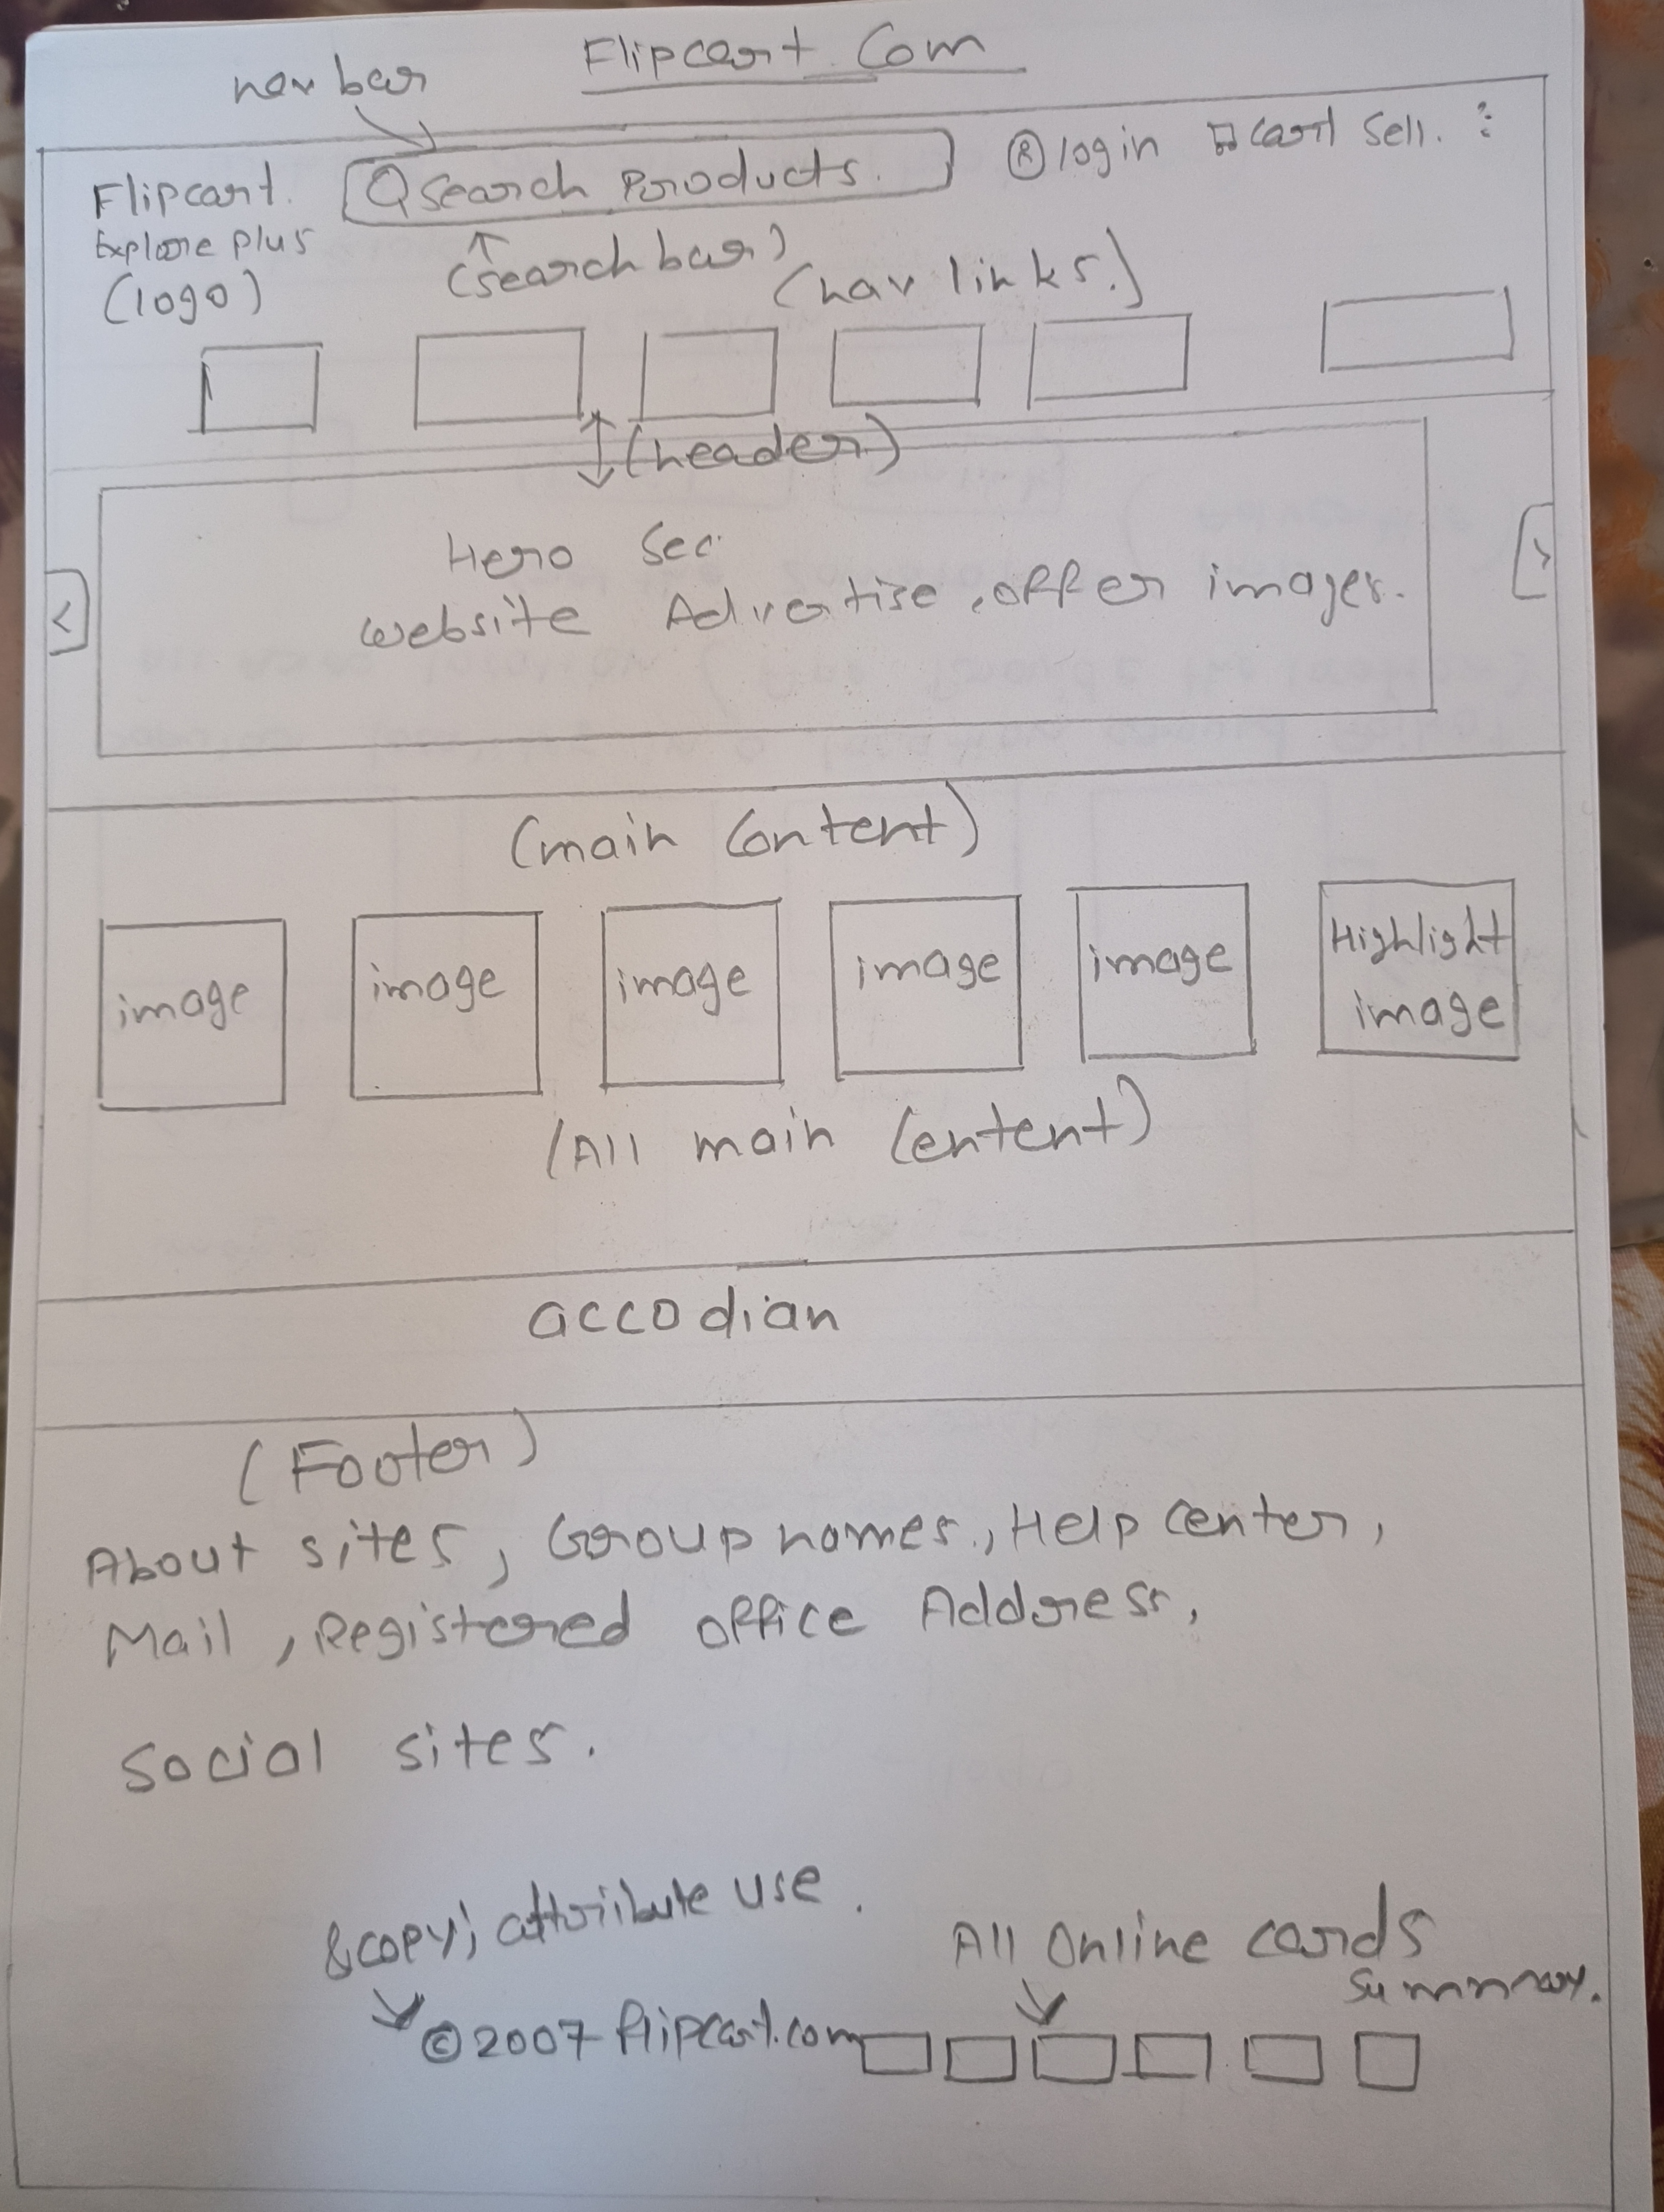 Flipcart.Com
nav bar
Flipcart. Search Products. login cart Sell. :
Explore Plus
(logo)
(search bar)
(nav links.)
(header)
Hero Sec.
website Advertise, offer images.
<
>
(main Content)
image image image image image Highlight
image
(All main Content)
accodian
(Footer)
About sites, Group names, Help center,
Mail, Registered office Address,
Social sites.
&copy; attribute use.
All Online cards
Summary.
©2007 flipcart.com